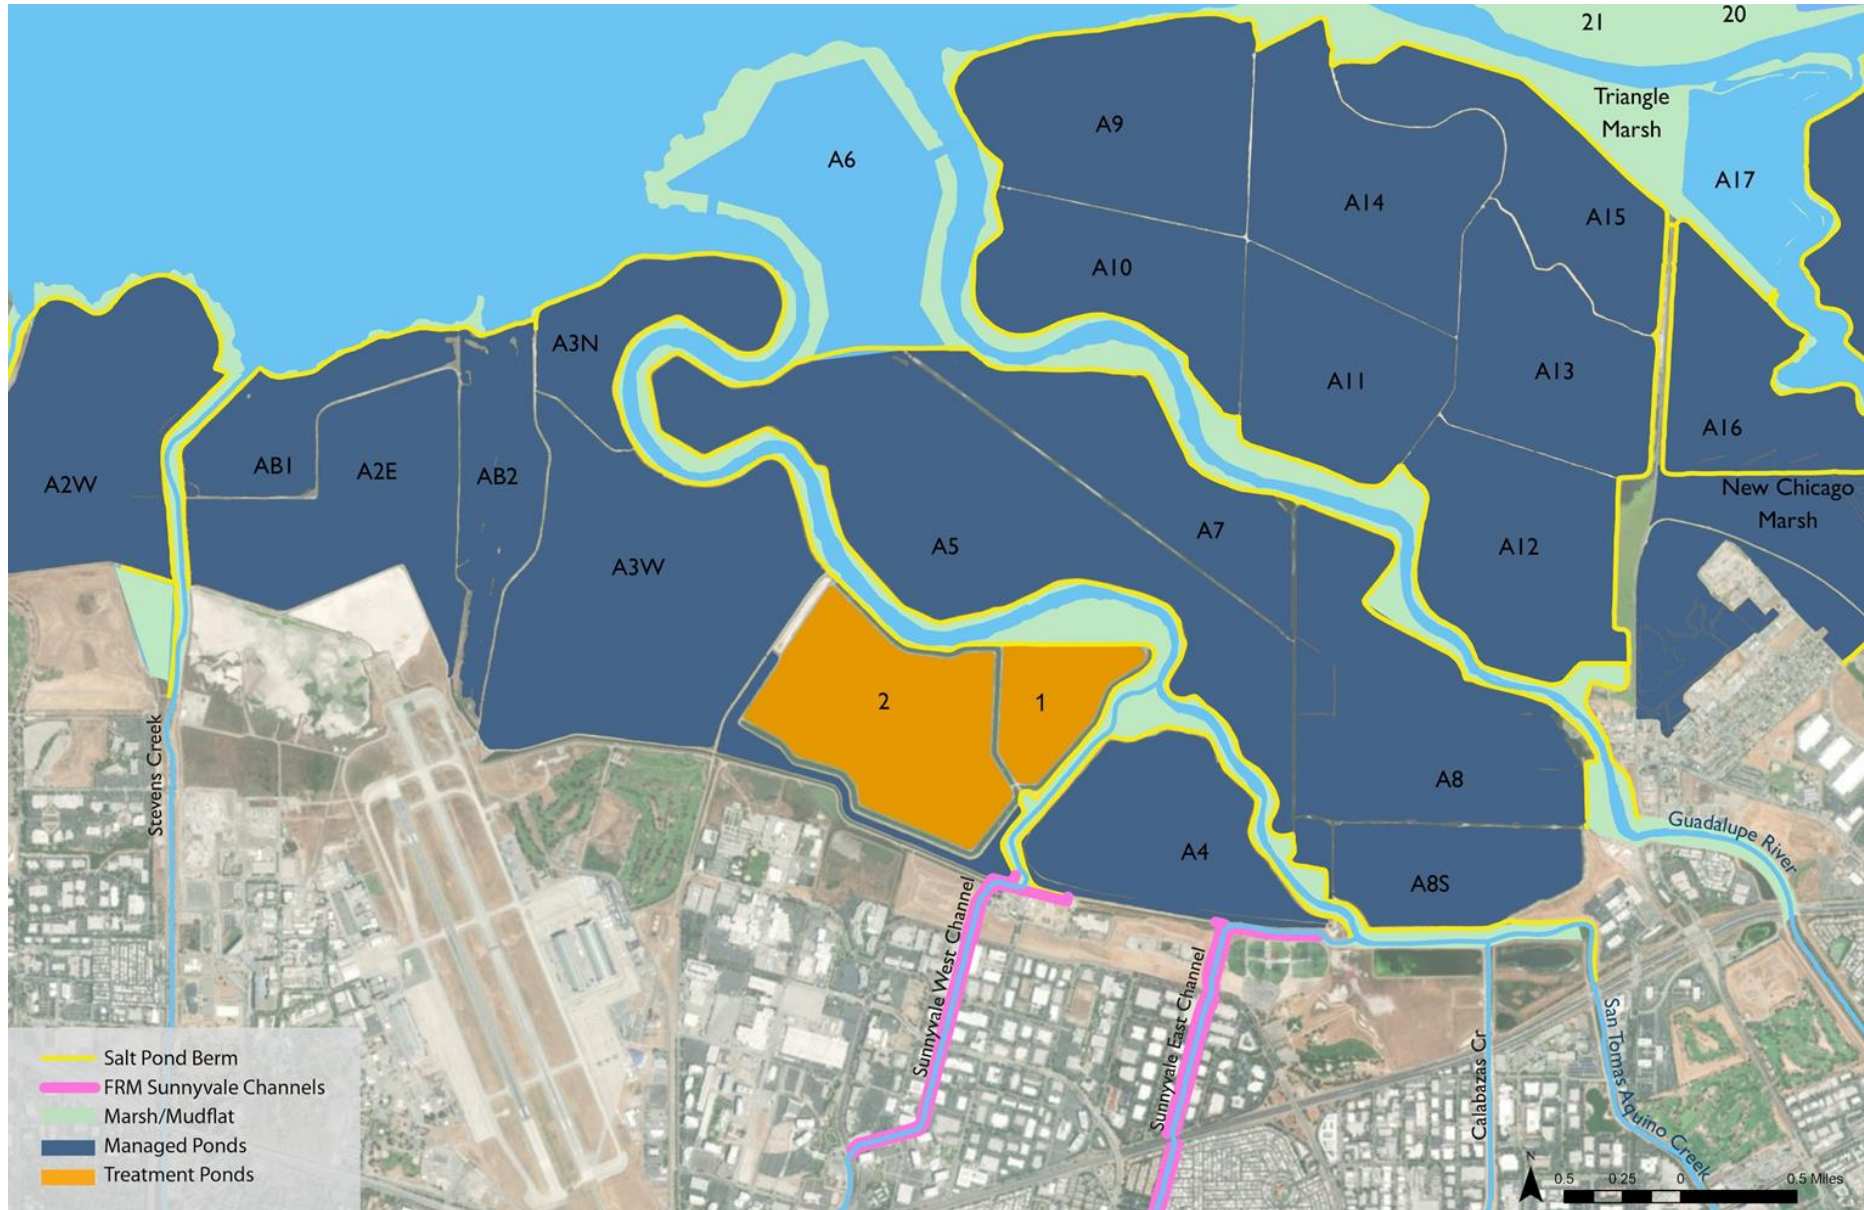 21
20
Triangle
Marsh
A9
A6
A14
A17
A15
A10
A3N
A11
A13
A16
AB1
A2E
AB2
A2W
New Chicago
Marsh
A5
A7
A12
A3W
2
1
A8
A4
A8S
Stevens Creek
Guadalupe River
Sunnyvale West Channel
Sunnyvale East Channel
Calabazas Cr
San Tomas Aquino Creek
Salt Pond Berm
FRM Sunnyvale Channels
Marsh/Mudflat
Managed Ponds
Treatment Ponds
N
0.5 0.25 0 0.5 Miles